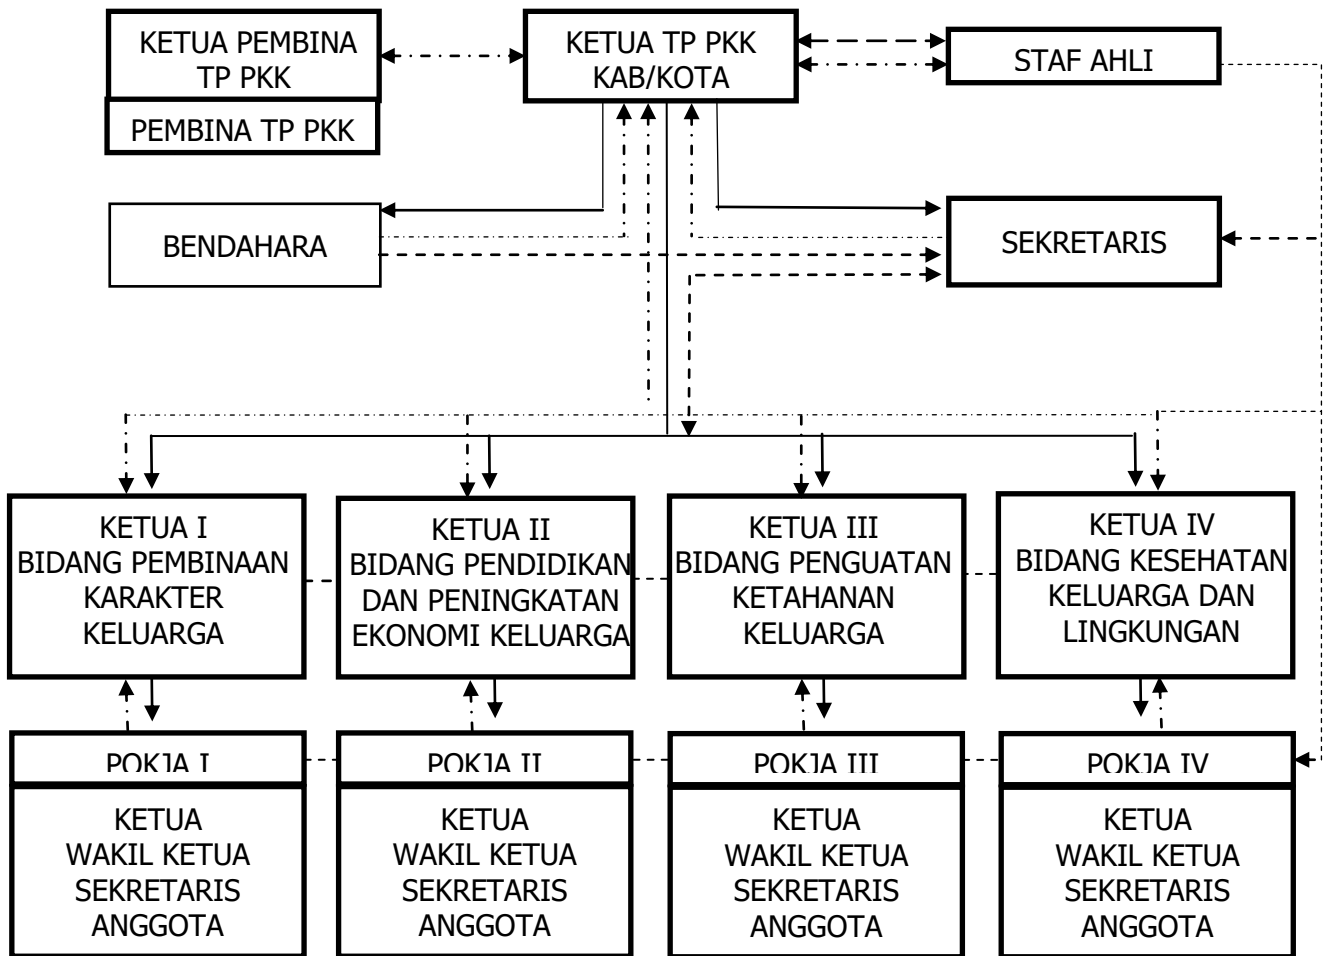 KETUA PEMBINA
TP PKK
PEMBINA TP PKK
KETUA TP PKK
KAB/KOTA
STAF AHLI
BENDAHARA
SEKRETARIS
KETUA I
BIDANG PEMBINAAN
KARAKTER
KELUARGA
KETUA II
BIDANG PENDIDIKAN
DAN PENINGKATAN
EKONOMI KELUARGA
KETUA III
BIDANG PENGUATAN
KETAHANAN
KELUARGA
KETUA IV
BIDANG KESEHATAN
KELUARGA DAN
LINGKUNGAN
POKJA I
KETUA
WAKIL KETUA
SEKRETARIS
ANGGOTA
POKJA II
KETUA
WAKIL KETUA
SEKRETARIS
ANGGOTA
POKJA III
KETUA
WAKIL KETUA
SEKRETARIS
ANGGOTA
POKJA IV
KETUA
WAKIL KETUA
SEKRETARIS
ANGGOTA